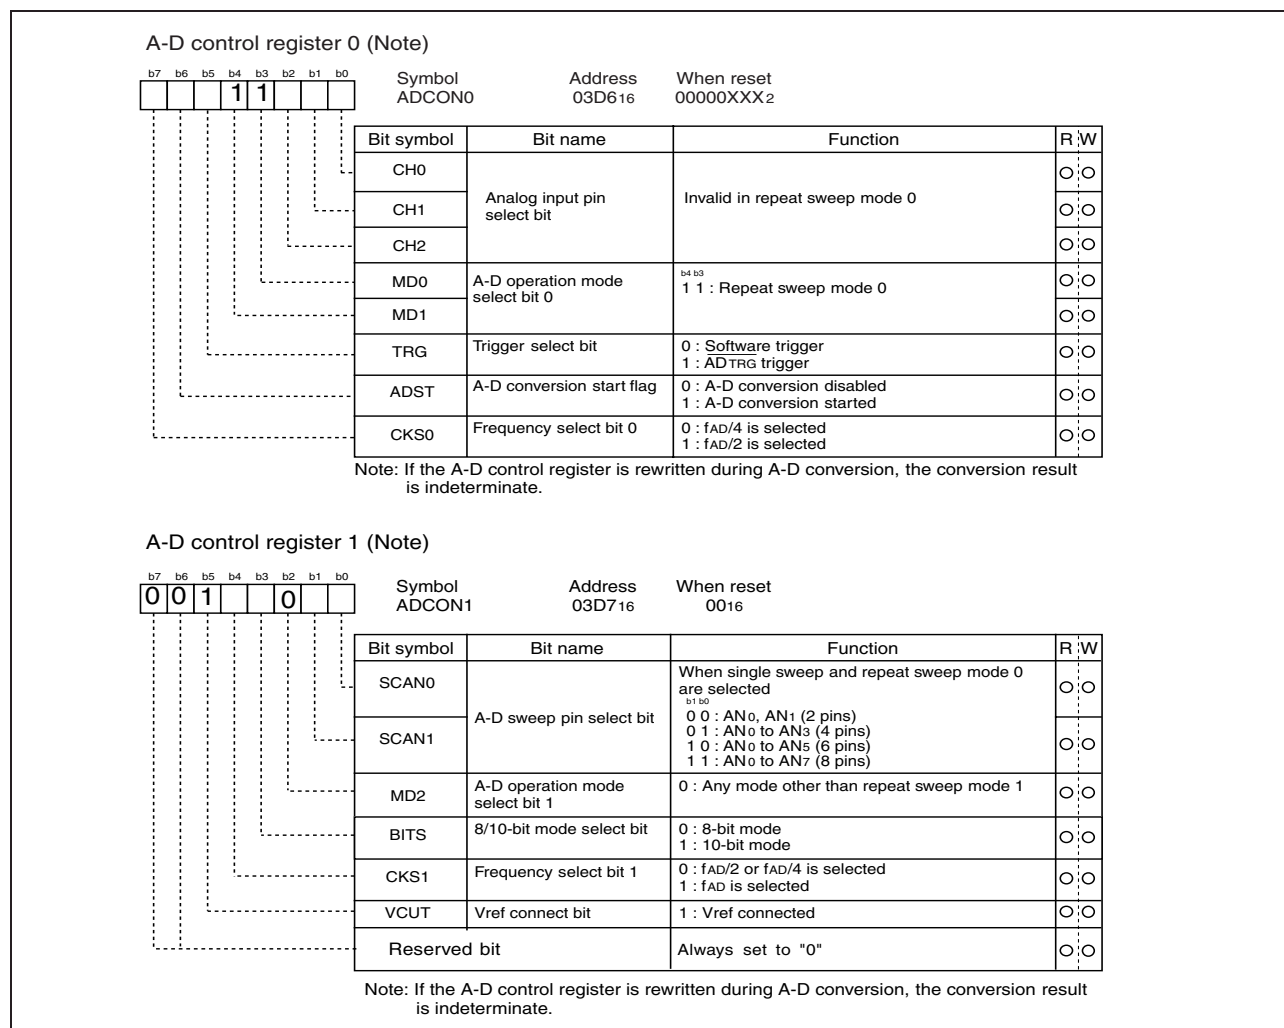 A-D control register 0 (Note)
b7 b6 b5 b4 b3 b2 b1 b0
1 1
Symbol Address When reset
ADCON0 03D616 00000XXX2
Bit symbol Bit name Function R W
CH0
CH1
CH2
Analog input pin
select bit
Invalid in repeat sweep mode 0
MD0
MD1
A-D operation mode
select bit 0
b4 b3
1 1 : Repeat sweep mode 0
TRG Trigger select bit 0 : Software trigger
1 : ADTRG trigger
ADST A-D conversion start flag 0 : A-D conversion disabled
1 : A-D conversion started
CKS0 Frequency select bit 0 0 : fAD/4 is selected
1 : fAD/2 is selected
Note: If the A-D control register is rewritten during A-D conversion, the conversion result
is indeterminate.
A-D control register 1 (Note)
b7 b6 b5 b4 b3 b2 b1 b0
0 0 1 0
Symbol Address When reset
ADCON1 03D716 0016
Bit symbol Bit name Function R W
SCAN0
SCAN1
A-D sweep pin select bit
When single sweep and repeat sweep mode 0
are selected
b1 b0
0 0 : AN0, AN1 (2 pins)
0 1 : AN0 to AN3 (4 pins)
1 0 : AN0 to AN5 (6 pins)
1 1 : AN0 to AN7 (8 pins)
MD2 A-D operation mode
select bit 1
0 : Any mode other than repeat sweep mode 1
BITS 8/10-bit mode select bit 0 : 8-bit mode
1 : 10-bit mode
CKS1 Frequency select bit 1 0 : fAD/2 or fAD/4 is selected
1 : fAD is selected
VCUT Vref connect bit 1 : Vref connected
Reserved bit Always set to "0"
Note: If the A-D control register is rewritten during A-D conversion, the conversion result
is indeterminate.